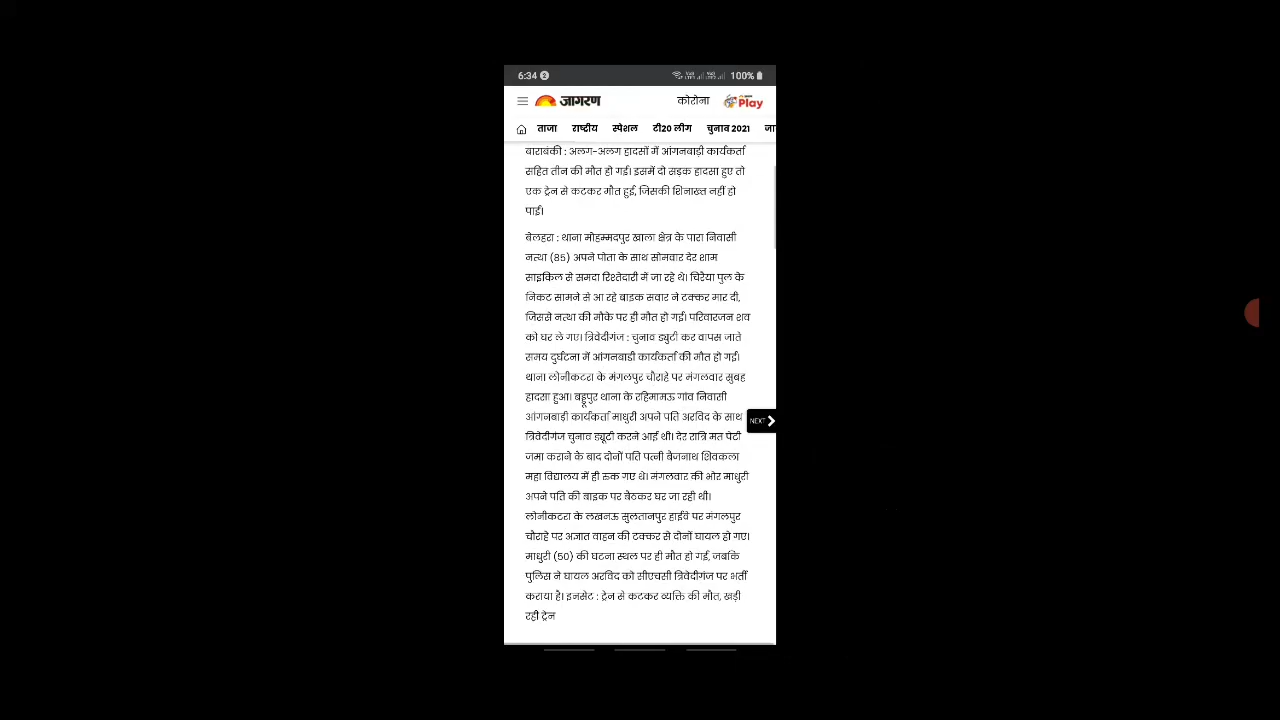 6:34 2 100%
जागरण कोरोना Play
ताजा राष्ट्रीय स्पेशल टी20 लीग चुनाव 2021 जा
बाराबंकी : अलग-अलग हादसों में आंगनबाड़ी कार्यकर्ता
सहित तीन की मौत हो गई। इसमें दो सड़क हादसा हुए तो
एक ट्रेन से कटकर मौत हुई, जिसकी शिनाख्त नहीं हो
पाई।
बेलहरा : थाना मोहम्मदपुर खाला क्षेत्र के पारा निवासी
नत्था (85) अपने पोता के साथ सोमवार देर शाम
साइकिल से समदा रिश्तेदारी में जा रहे थे। चिरैया पुल के
निकट सामने से आ रहे बाइक सवार ने टक्कर मार दी,
जिससे नत्था की मौके पर ही मौत हो गई। परिवारजन शव
को घर ले गए। त्रिवेदीगंज : चुनाव ड्युटी कर वापस जाते
समय दुर्घटना में आंगनबाडी कार्यकर्ता की मौत हो गई।
थाना लोनीकटरा के मंगलपुर चौराहे पर मंगलवार सुबह
हादसा हुआ। बहूपुर थाना के रहिमामऊ गांव निवासी
आंगनबाड़ी कार्यकर्ता माधुरी अपने पति अरविद के साथ
त्रिवेदीगंज चुनाव ड्यूटी करने आई थी। देर रात्रि मत पेटी
जमा कराने के बाद दोनों पति पत्नी बैजनाथ शिवकला
महा विद्यालय में ही रुक गए थे। मंगलवार की भोर माधुरी
अपने पति की बाइक पर बैठकर घर जा रही थी।
लोनीकटरा के लखनऊ सुलतानपुर हाईवे पर मंगलपुर
चौराहे पर अज्ञात वाहन की टक्कर से दोनों घायल हो गए।
माधुरी (50) की घटना स्थल पर ही मौत हो गई, जबकि
पुलिस ने घायल अरविद को सीएचसी त्रिवेदीगंज पर भर्ती
कराया है। इनसेट : ट्रेन से कटकर व्यक्ति की मौत, खड़ी
रही ट्रेन
NEXT